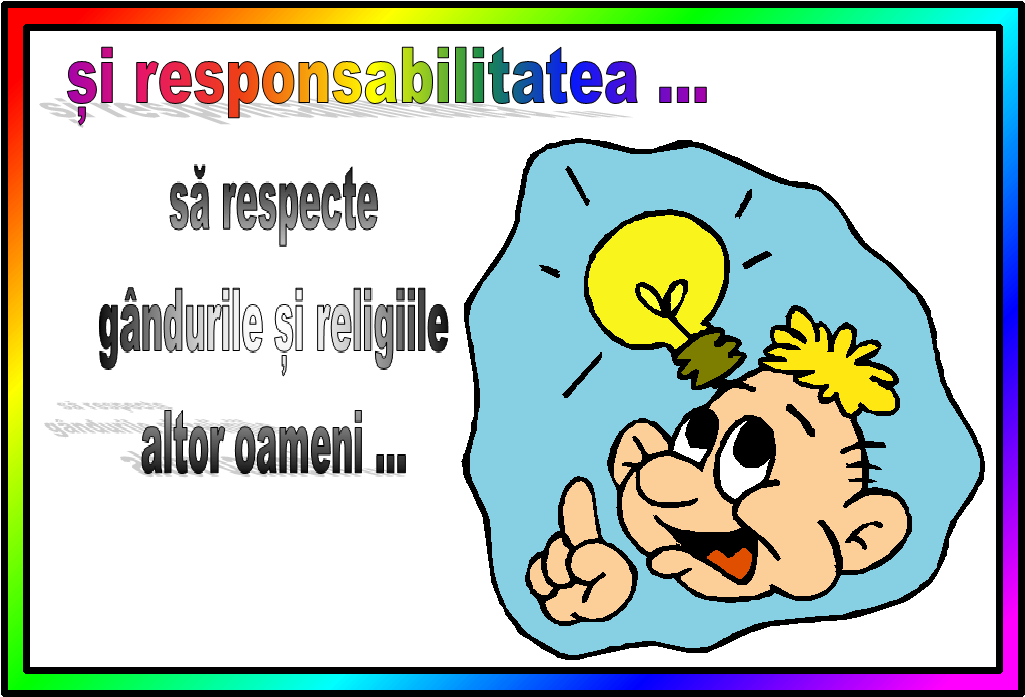 și responsabilitatea ...
să respecte
gândurile și religiile
altor oameni ...